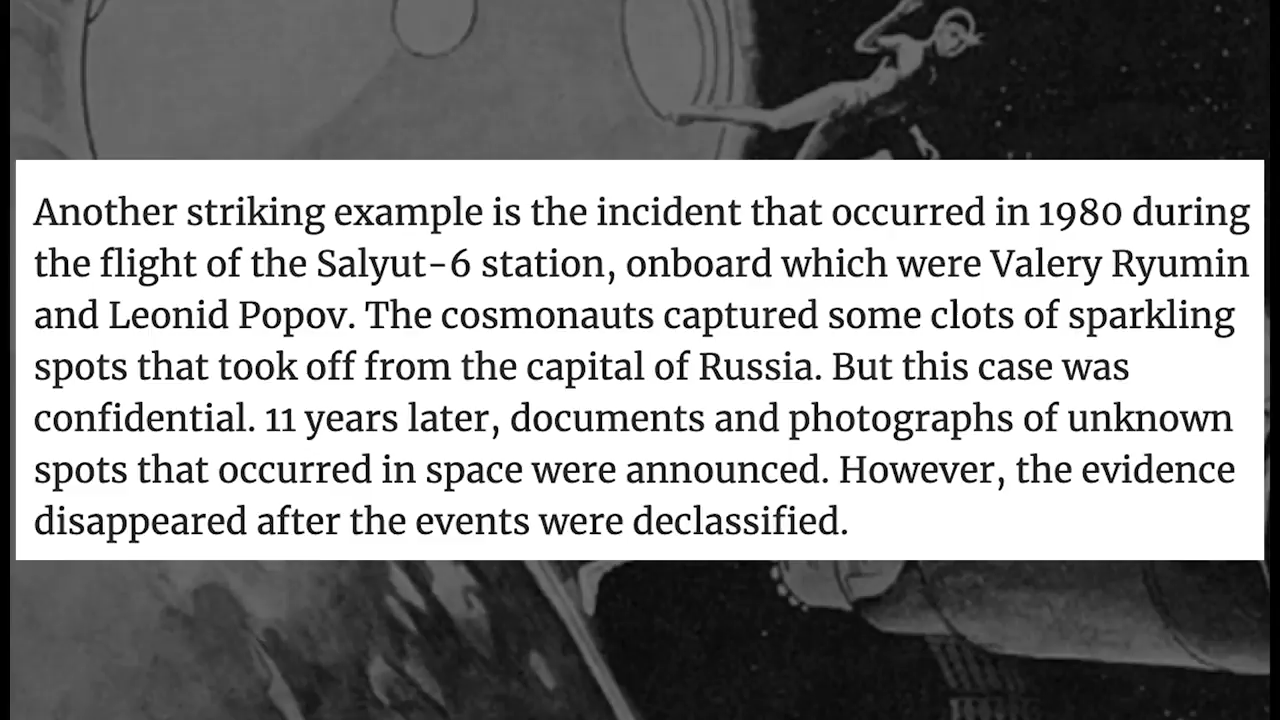 Another striking example is the incident that occurred in 1980 during
the flight of the Salyut-6 station, onboard which were Valery Ryumin
and Leonid Popov. The cosmonauts captured some clots of sparkling
spots that took off from the capital of Russia. But this case was
confidential. 11 years later, documents and photographs of unknown
spots that occurred in space were announced. However, the evidence
disappeared after the events were declassified.